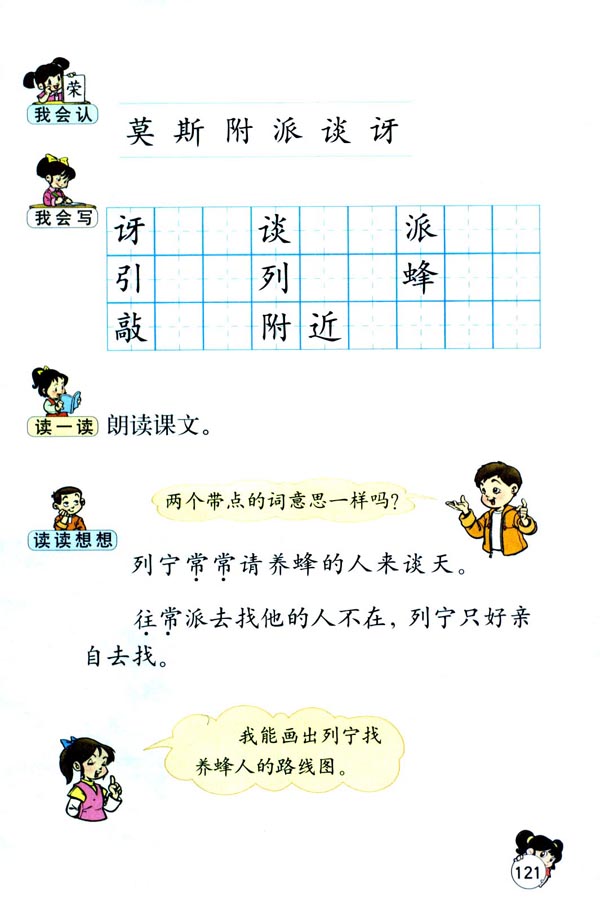 荣
我会认
莫 斯 附 派 谈 讶
我会写
讶 谈 派
引 列 蜂
敲 附 近
读一读 朗读课文。
两个带点的词意思一样吗？
读读想想
列宁常常请养蜂的人来谈天。
往常派去找他的人不在，列宁只好亲
自去找。
我能画出列宁找
养蜂人的路线图。
121